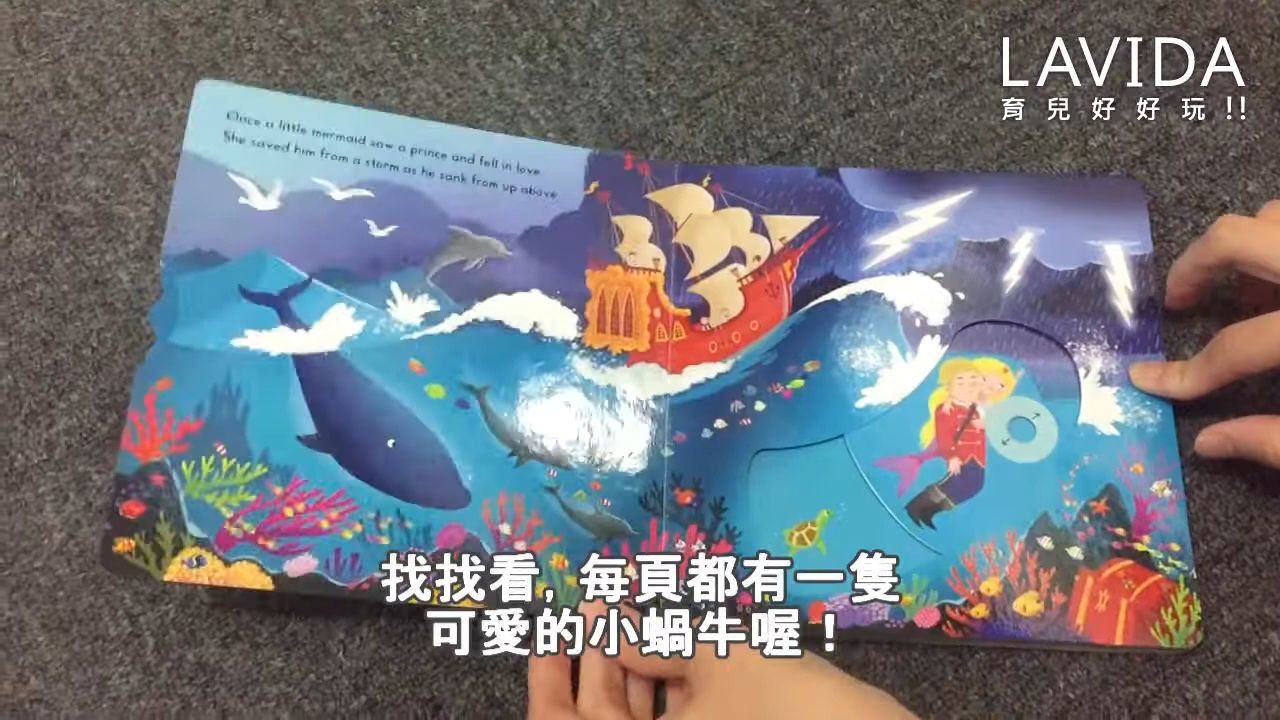 LAVIDA
育兒好好玩!!
Once a little mermaid saw a prince and fell in love.
She saved him from a storm as he sank from up above.
找找看, 每頁都有一隻
可愛的小蝸牛喔!